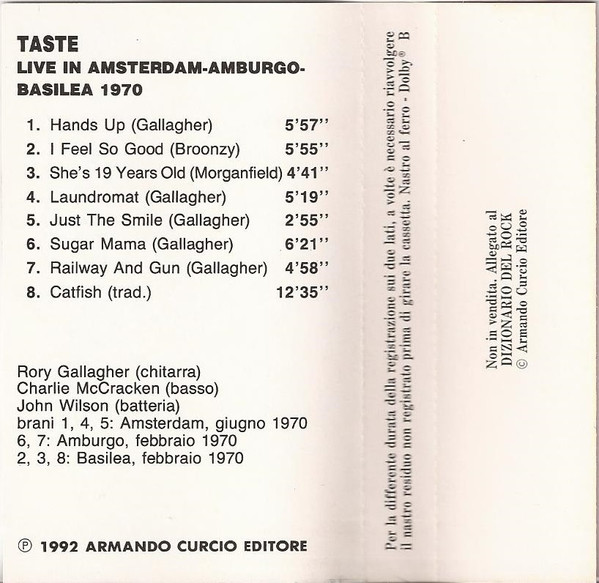 TASTE
LIVE IN AMSTERDAM-AMBURGO-
BASILEA 1970
1. Hands Up (Gallagher) 5'57''
2. I Feel So Good (Broonzy) 5'55''
3. She's 19 Years Old (Morganfield) 4'41''
4. Laundromat (Gallagher) 5'19''
5. Just The Smile (Gallagher) 2'55''
6. Sugar Mama (Gallagher) 6'21''
7. Railway And Gun (Gallagher) 4'58''
8. Catfish (trad.) 12'35''
Rory Gallagher (chitarra)
Charlie McCracken (basso)
John Wilson (batteria)
brani 1, 4, 5: Amsterdam, giugno 1970
6, 7: Amburgo, febbraio 1970
2, 3, 8: Basilea, febbraio 1970
℗ 1992 ARMANDO CURCIO EDITORE
Per la differente durata della registrazione sui due lati, a volte è necessario riavvolgere
il nastro residuo non registrato prima di girare la cassetta. Nastro al ferro - Dolby® B
Non in vendita. Allegato al
DIZIONARIO DEL ROCK
© Armando Curcio Editore